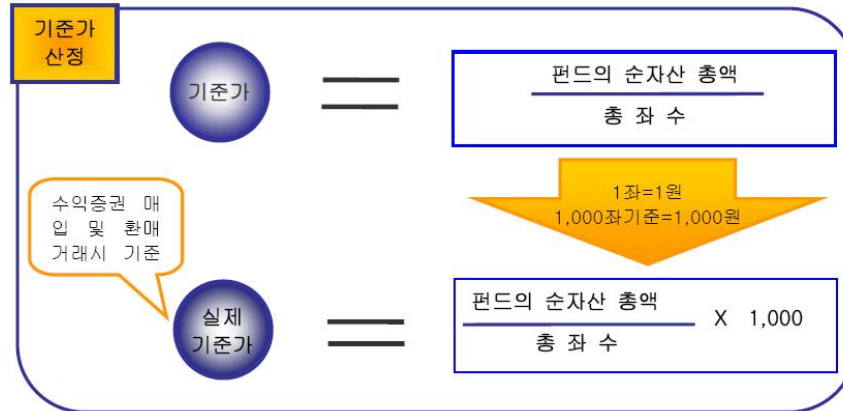 기준가
산정
기준가
펀드의 순자산 총액
총 좌 수
1좌=1원
1,000좌기준=1,000원
수익증권 매
입 및 환매
거래시 기준
실제
기준가
펀드의 순자산 총액
X 1,000
총 좌 수